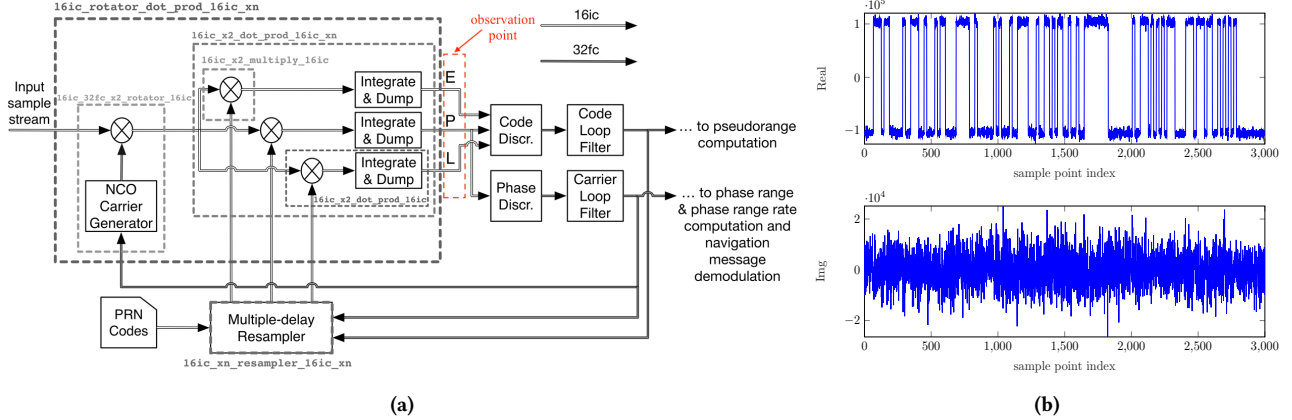 16ic_rotator_dot_prod_16ic_xn
observation
point
16ic
32fc
16ic_x2_dot_prod_16ic_xn
16ic_x2_multiply_16ic
Input
sample
stream
16ic_32fc_x2_rotator_16ic
Integrate
& Dump
E
Integrate
& Dump
P
Integrate
& Dump
L
16ic_x2_dot_prod_16ic
NCO
Carrier
Generator
Code
Discr.
Code
Loop
Filter
... to pseudorange
computation
Phase
Discr.
Carrier
Loop
Filter
... to phase range
& phase range rate
computation and
navigation
message
demodulation
PRN
Codes
Multiple-delay
Resampler
16ic_xn_resampler_16ic_xn
(a)
·10⁵
1
0
−1
Real
0 500 1,000 1,500 2,000 2,500 3,000
sample point index
·10⁴
2
0
−2
Img
0 500 1,000 1,500 2,000 2,500 3,000
sample point index
(b)